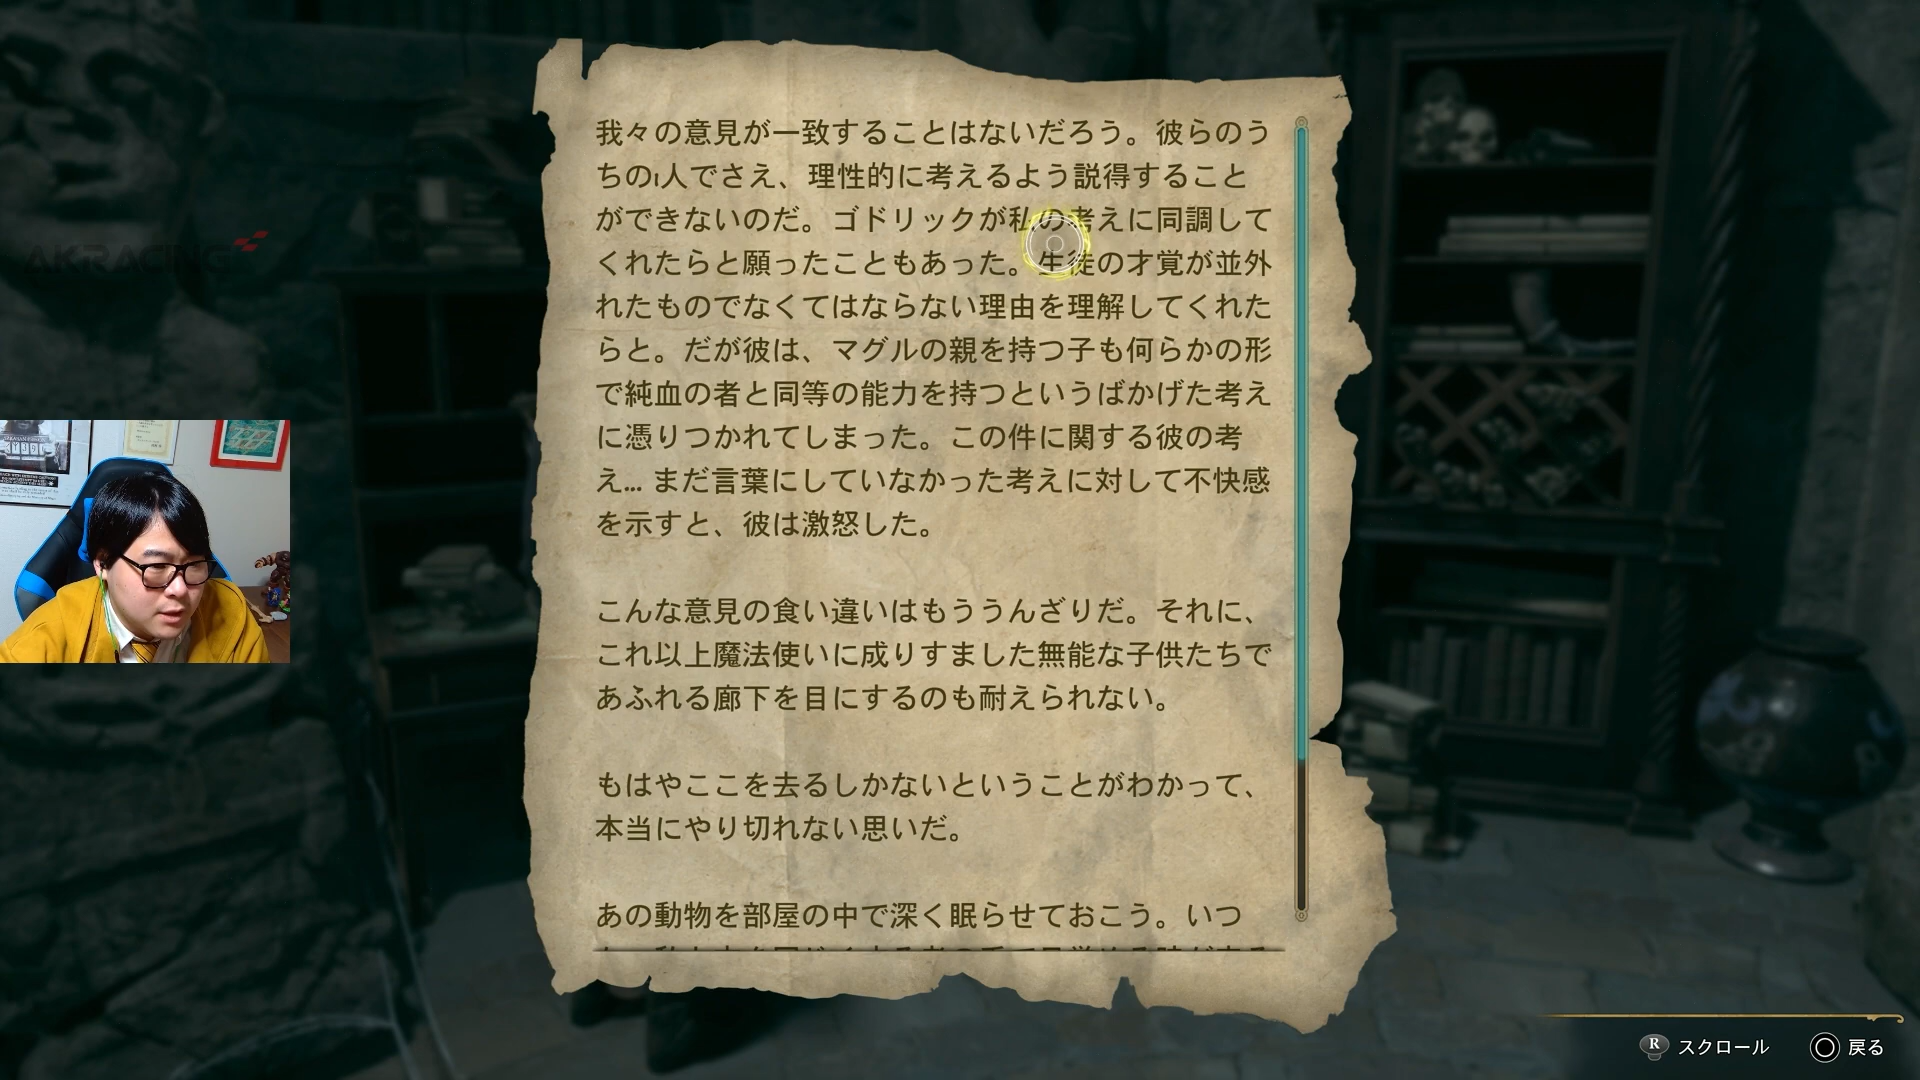 我々の意見が一致することはないだろう。彼らのう
ちの1人でさえ、理性的に考えるよう説得すること
ができないのだ。ゴドリックが私の考えに同調して
くれたらと願ったこともあった。生徒の才覚が並外
れたものでなくてはならない理由を理解してくれた
らと。だが彼は、マグルの親を持つ子も何らかの形
で純血の者と同等の能力を持つというばかげた考え
に憑りつかれてしまった。この件に関する彼の考
え... まだ言葉にしていなかった考えに対して不快感
を示すと、彼は激怒した。
こんな意見の食い違いはもううんざりだ。それに、
これ以上魔法使いに成りすました無能な子供たちで
あふれる廊下を目にするのも耐えられない。
もはやここを去るしかないということがわかって、
本当にやり切れない思いだ。
あの動物を部屋の中で深く眠らせておこう。いつ
AKRACING
R スクロール
戻る